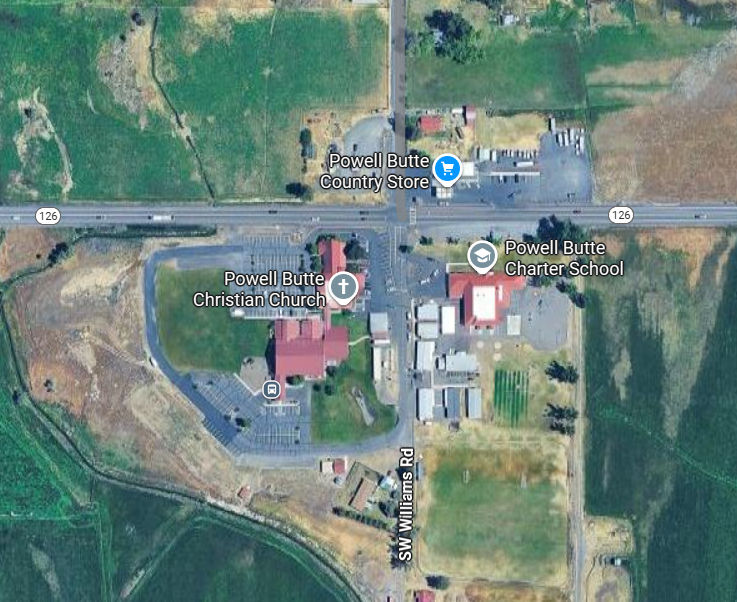 Powell Butte
Country Store
126
126
Powell Butte
Charter School
Powell Butte
Christian Church
SW Williams Rd